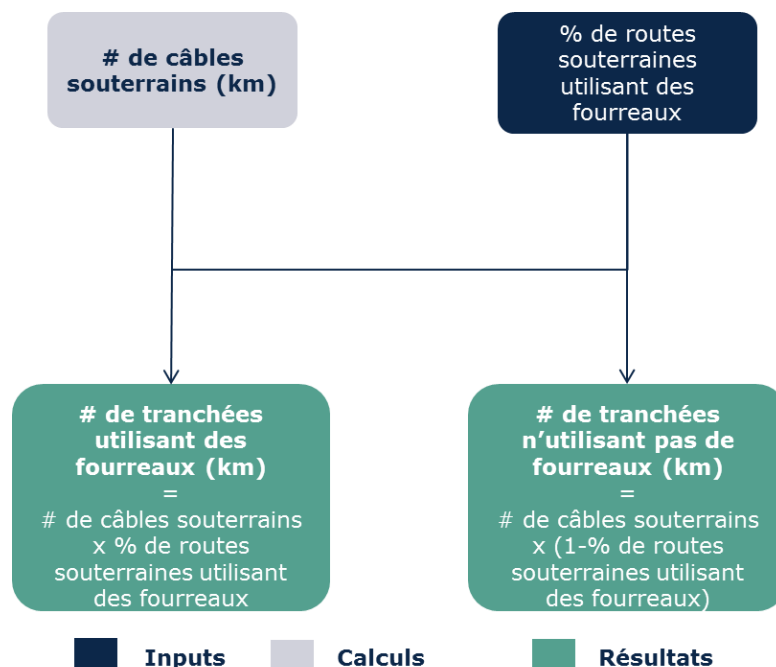 # de câbles
souterrains (km)
% de routes
souterraines
utilisant des
fourreaux
# de tranchées
utilisant des
fourreaux (km)
=
# de câbles souterrains
x % de routes
souterraines utilisant
des fourreaux
# de tranchées
n’utilisant pas de
fourreaux (km)
=
# de câbles souterrains
x (1-% de routes
souterraines utilisant
des fourreaux)
Inputs
Calculs
Résultats